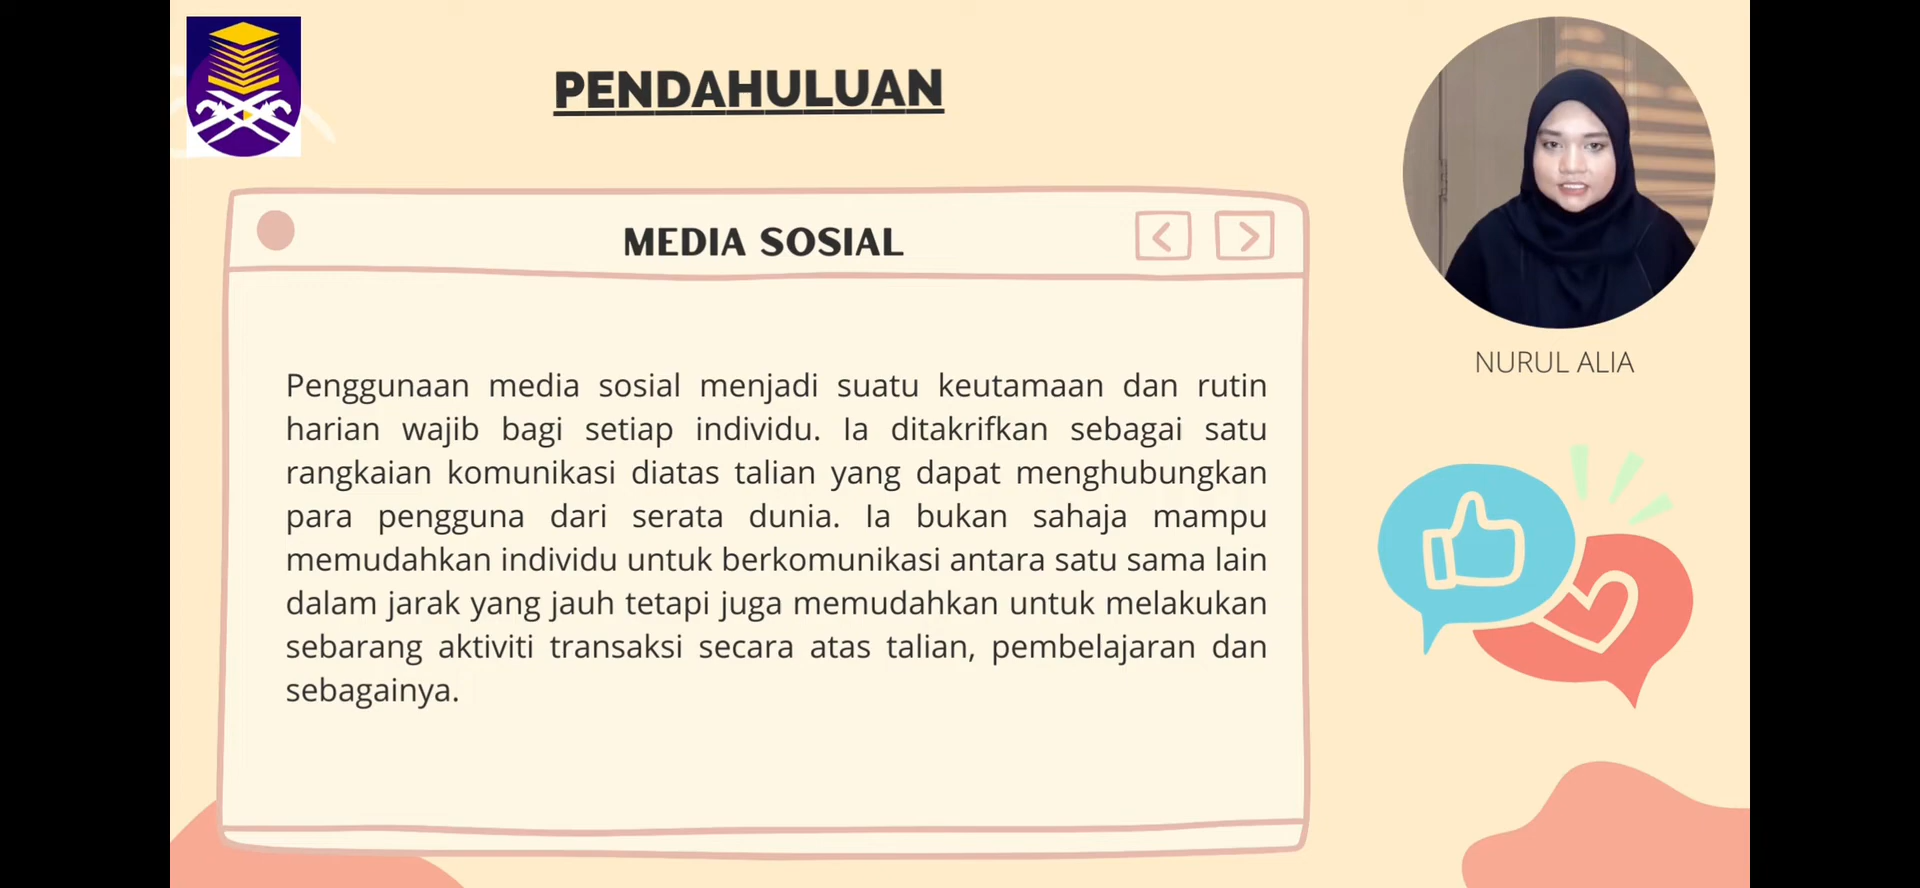 PENDAHULUAN
MEDIA SOSIAL
NURUL ALIA
Penggunaan media sosial menjadi suatu keutamaan dan rutin
harian wajib bagi setiap individu. Ia ditakrifkan sebagai satu
rangkaian komunikasi diatas talian yang dapat menghubungkan
para pengguna dari serata dunia. Ia bukan sahaja mampu
memudahkan individu untuk berkomunikasi antara satu sama lain
dalam jarak yang jauh tetapi juga memudahkan untuk melakukan
sebarang aktiviti transaksi secara atas talian, pembelajaran dan
sebagainya.